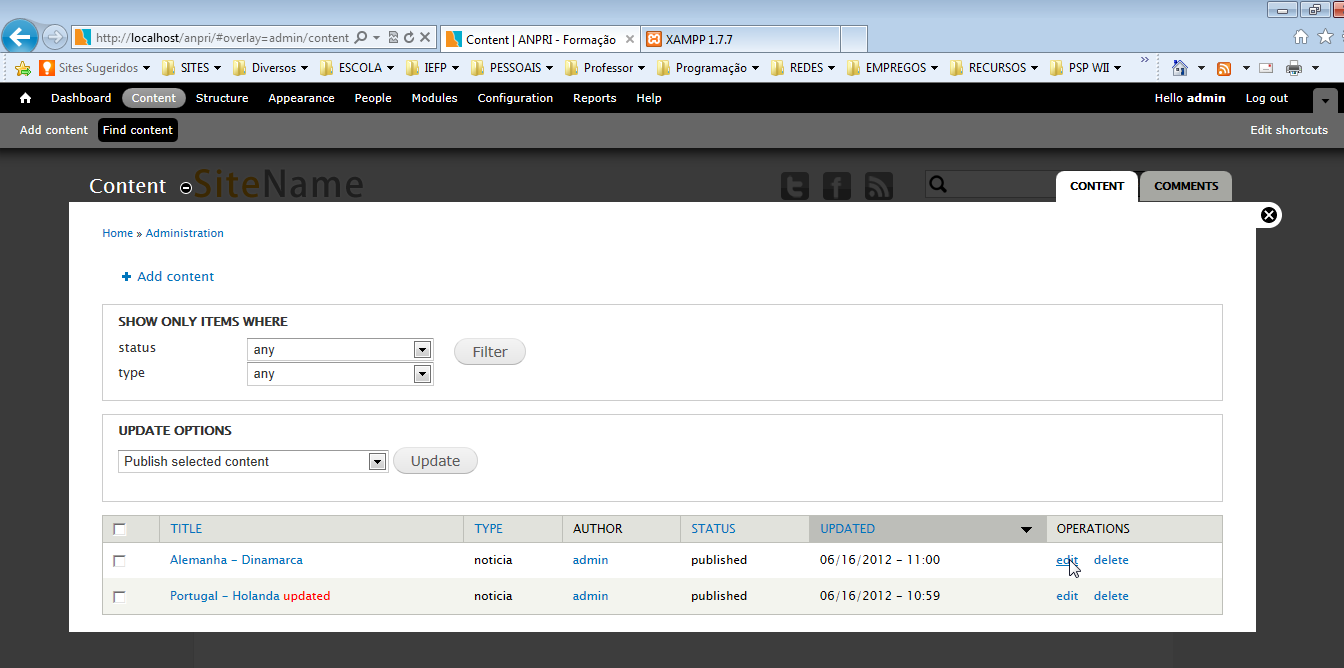 http://localhost/anpri/#overlay=admin/content
Content | ANPRI - Formação
XAMPP 1.7.7
Sites Sugeridos SITES Diversos ESCOLA IEFP PESSOAIS Professor Programação REDES EMPREGOS RECURSOS PSP WII
Dashboard Content Structure Appearance People Modules Configuration Reports Help Hello admin Log out
Add content Find content Edit shortcuts
Content SiteName CONTENT COMMENTS
Home » Administration
Add content
SHOW ONLY ITEMS WHERE
status any Filter
type any
UPDATE OPTIONS
Publish selected content Update
TITLE TYPE AUTHOR STATUS UPDATED OPERATIONS
Alemanha – Dinamarca noticia admin published 06/16/2012 – 11:00 edit delete
Portugal – Holanda updated noticia admin published 06/16/2012 – 10:59 edit delete